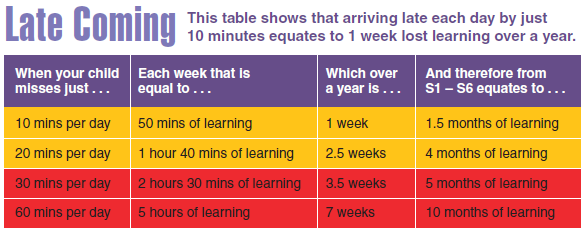 Late Coming
This table shows that arriving late each day by just
10 minutes equates to 1 week lost learning over a year.
When your child misses just . . . Each week that is equal to . . . Which over a year is . . . And therefore from S1 – S6 equates to . . .
10 mins per day 50 mins of learning 1 week 1.5 months of learning
20 mins per day 1 hour 40 mins of learning 2.5 weeks 4 months of learning
30 mins per day 2 hours 30 mins of learning 3.5 weeks 5 months of learning
60 mins per day 5 hours of learning 7 weeks 10 months of learning